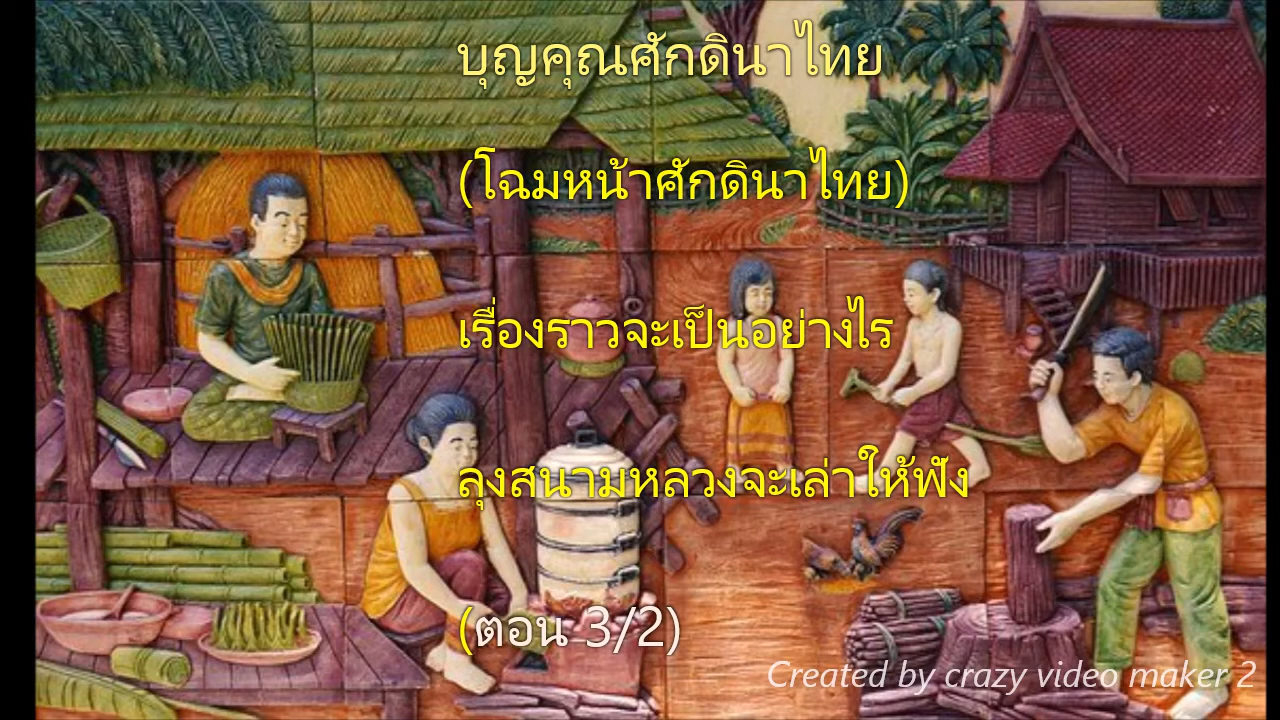 บุญคุณศักดินาไทย
(โฉมหน้าศักดินาไทย)
เรื่องราวจะเป็นอย่างไร
ลุงสนามหลวงจะเล่าให้ฟัง
(ตอน 3/2)
Created by crazy video maker 2